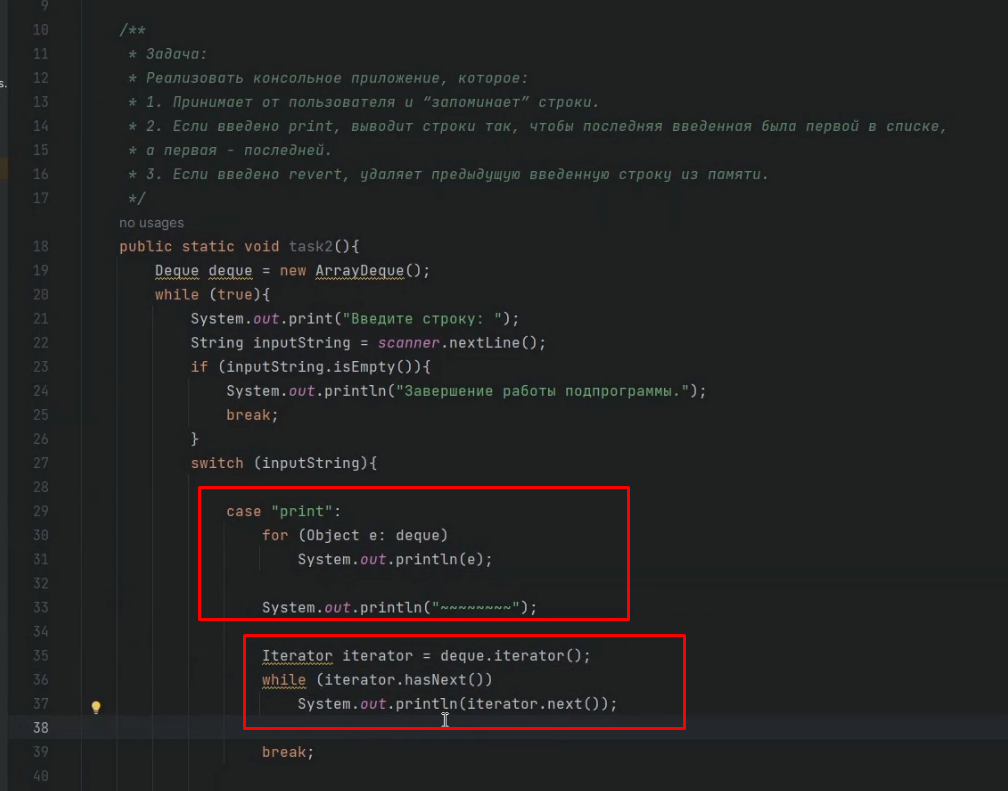 9
10 /**
11 * Задача:
12 * Реализовать консольное приложение, которое:
13 * 1. Принимает от пользователя и “запоминает” строки.
14 * 2. Если введено print, выводит строки так, чтобы последняя введенная была первой в списке,
15 * а первая - последней.
16 * 3. Если введено revert, удаляет предыдущую введенную строку из памяти.
17 */
no usages
18 public static void task2(){
19 Deque deque = new ArrayDeque();
20 while (true){
21 System.out.print("Введите строку: ");
22 String inputString = scanner.nextLine();
23 if (inputString.isEmpty()){
24 System.out.println("Завершение работы подпрограммы.");
25 break;
26 }
27 switch (inputString){
28
29 case "print":
30 for (Object e: deque)
31 System.out.println(e);
32
33 System.out.println("~~~~~~~~");
34
35 Iterator iterator = deque.iterator();
36 while (iterator.hasNext())
37 System.out.println(iterator.next());
38
39 break;
40
s.